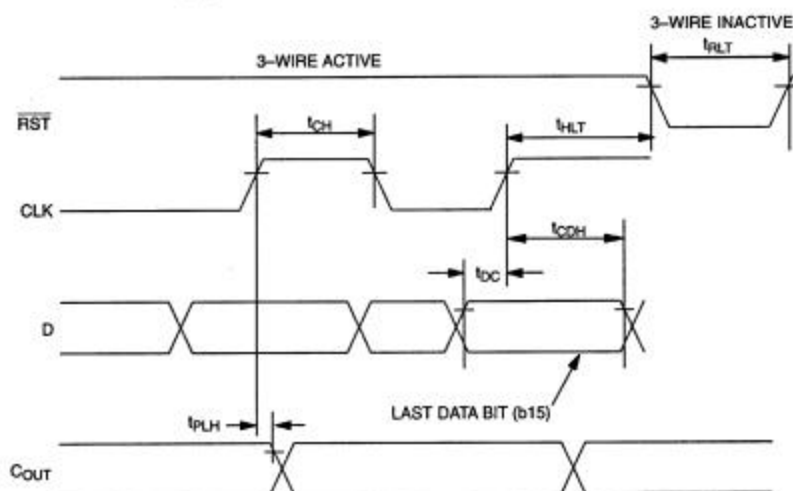 3–WIRE INACTIVE
tRLT
3–WIRE ACTIVE
RST
tCH
tHLT
CLK
tCDH
tDC
D
LAST DATA BIT (b15)
tPLH
COUT